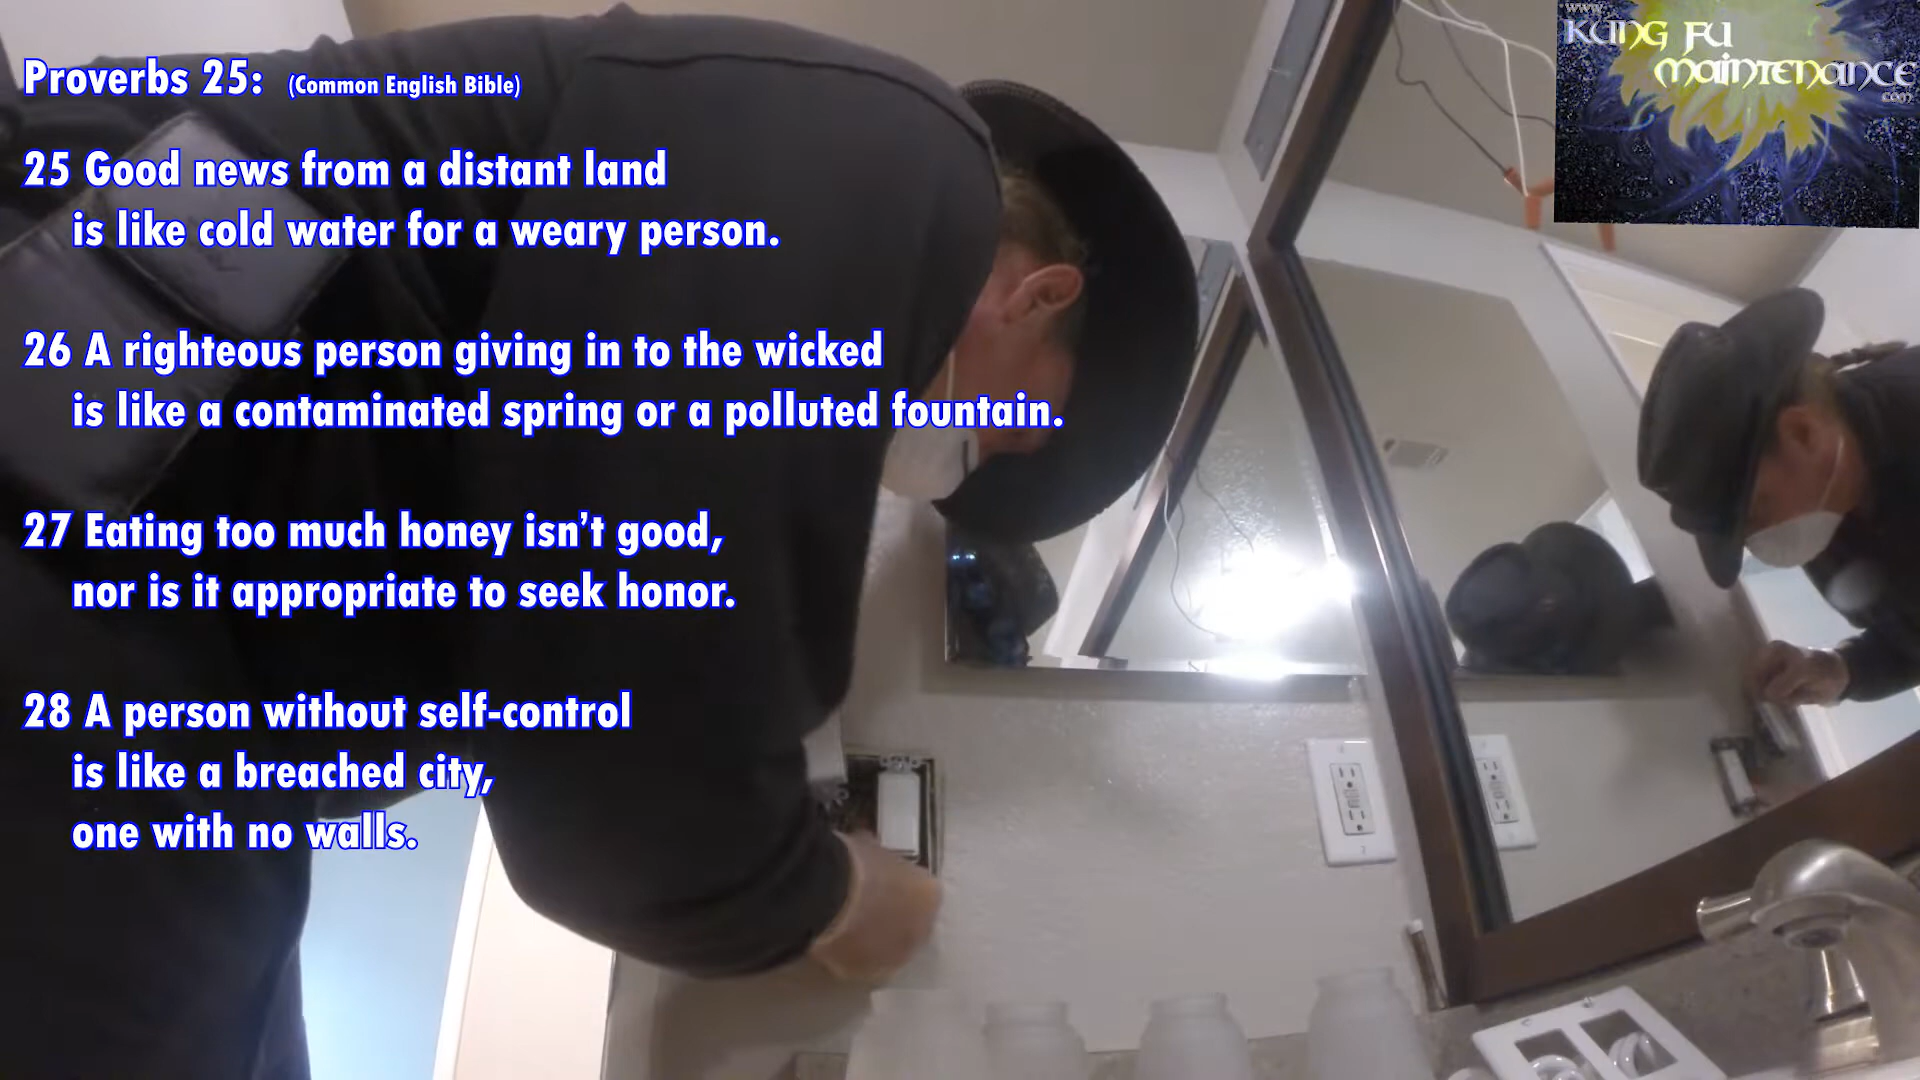 Proverbs 25: (Common English Bible)
25 Good news from a distant land
is like cold water for a weary person.
26 A righteous person giving in to the wicked
is like a contaminated spring or a polluted fountain.
27 Eating too much honey isn’t good,
nor is it appropriate to seek honor.
28 A person without self-control
is like a breached city,
one with no walls.
www.
KUNG FU
MAINTENANCE
.com